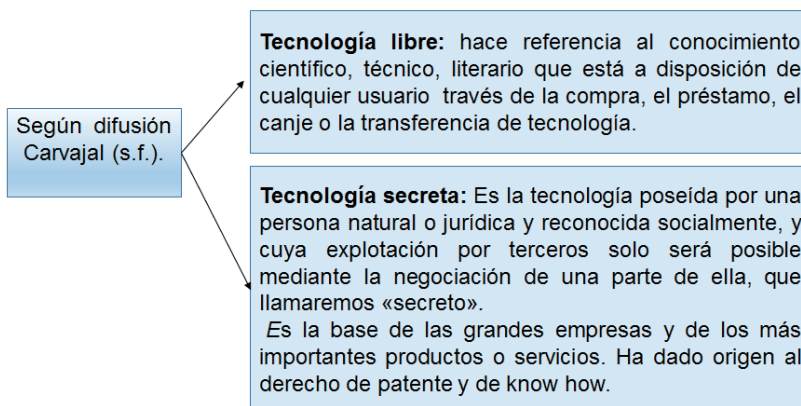 Según difusión
Carvajal (s.f.).
Tecnología libre: hace referencia al conocimiento
científico, técnico, literario que está a disposición de
cualquier usuario través de la compra, el préstamo, el
canje o la transferencia de tecnología.
Tecnología secreta: Es la tecnología poseída por una
persona natural o jurídica y reconocida socialmente, y
cuya explotación por terceros solo será posible
mediante la negociación de una parte de ella, que
llamaremos «secreto».
Es la base de las grandes empresas y de los más
importantes productos o servicios. Ha dado origen al
derecho de patente y de know how.